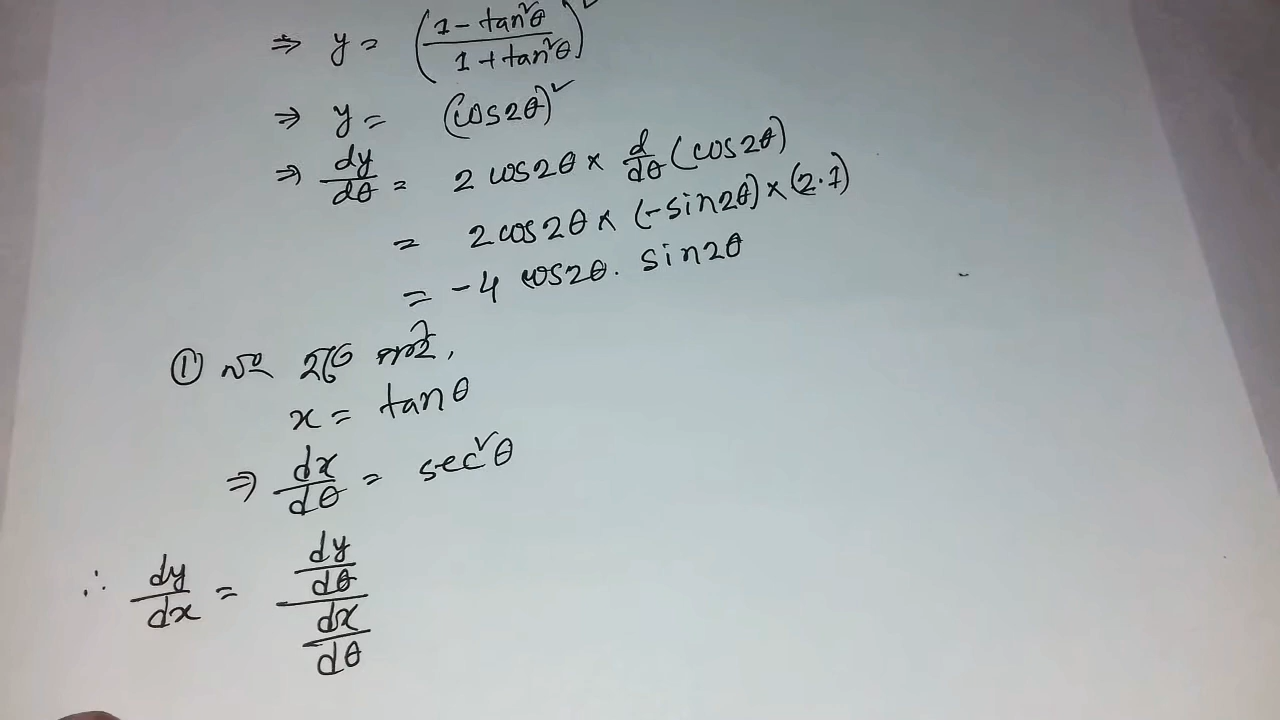 ⇒ y = ((1 - tan²θ)/(1 + tan²θ))²
⇒ y = (cos2θ)²
⇒ dy/dθ = 2 cos2θ × d/dθ (cos2θ)
= 2cos2θ × (-sin2θ) × (2.1)
= -4 cos2θ. sin2θ
① নং হতে পাই,
x = tanθ
⇒ dx/dθ = sec²θ
∴ dy/dx = (dy/dθ)/(dx/dθ)